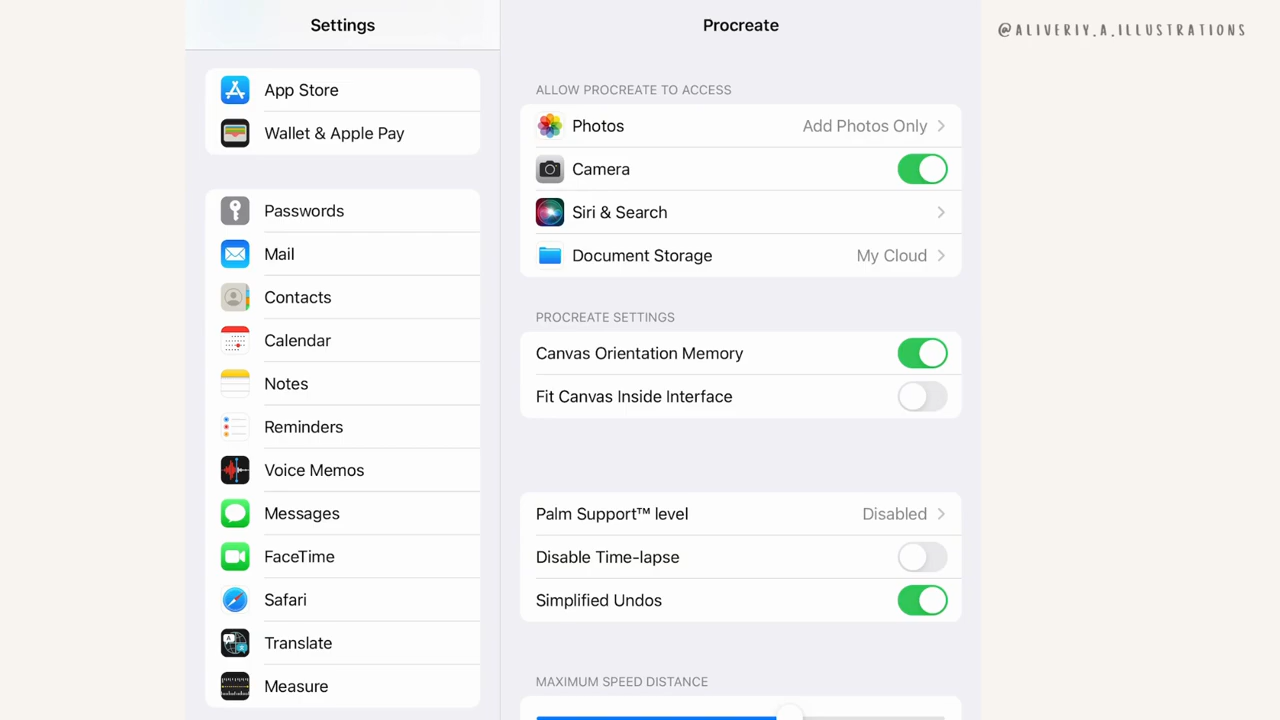 Settings
Procreate
@ALIVERIY.A.ILLUSTRATIONS
App Store
Wallet & Apple Pay
Passwords
Mail
Contacts
Calendar
Notes
Reminders
Voice Memos
Messages
FaceTime
Safari
Translate
Measure
ALLOW PROCREATE TO ACCESS
Photos Add Photos Only
Camera
Siri & Search
Document Storage My Cloud
PROCREATE SETTINGS
Canvas Orientation Memory
Fit Canvas Inside Interface
Palm Support™ level Disabled
Disable Time-lapse
Simplified Undos
MAXIMUM SPEED DISTANCE